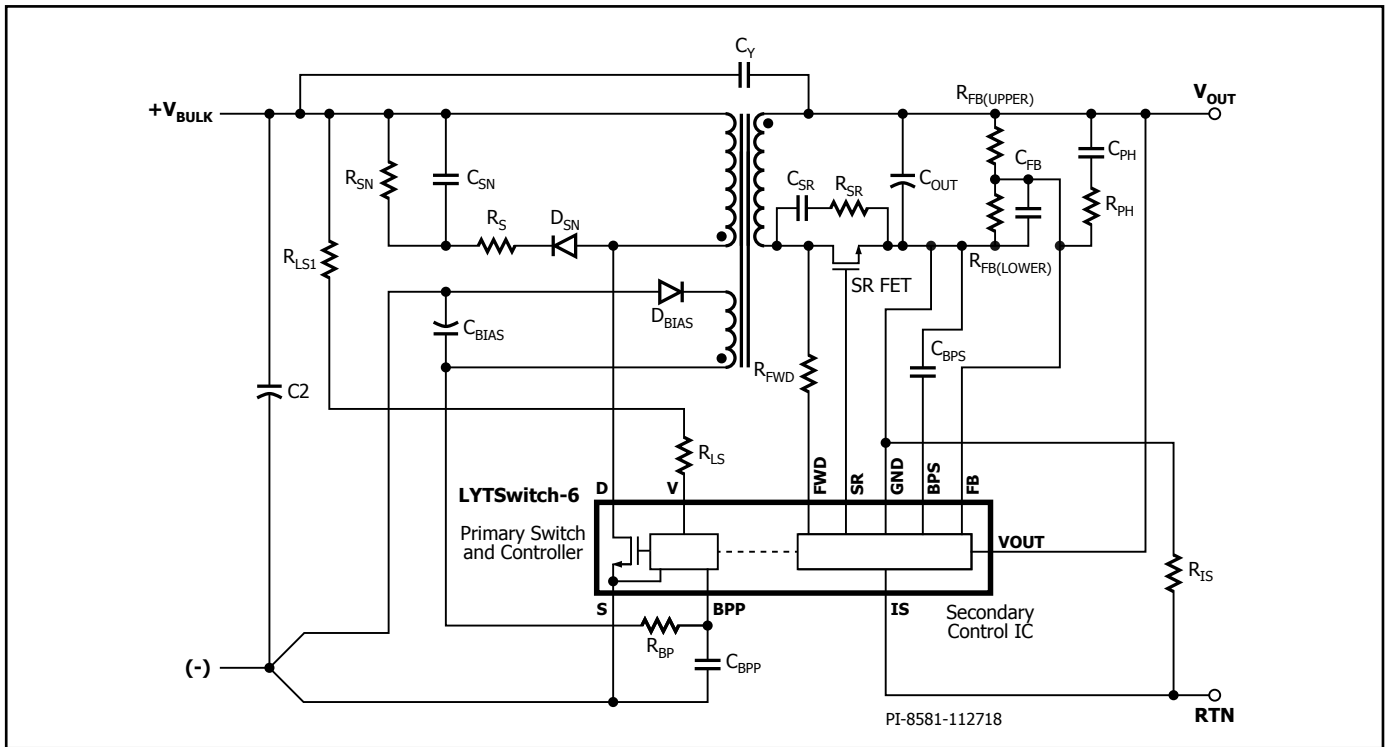 C_Y
+V_BULK
R_FB(UPPER)
V_OUT
R_SN
C_SN
R_S
D_SN
C_SR
R_SR
C_OUT
C_FB
C_PH
R_PH
R_LS1
SR FET
R_FB(LOWER)
C_BIAS
D_BIAS
R_FWD
C_BPS
C2
R_LS
LYTSwitch-6
D
V
FWD
SR
GND
BPS
FB
Primary Switch
and Controller
VOUT
R_IS
S
BPP
IS
Secondary
Control IC
R_BP
(-)
C_BPP
PI-8581-112718
RTN